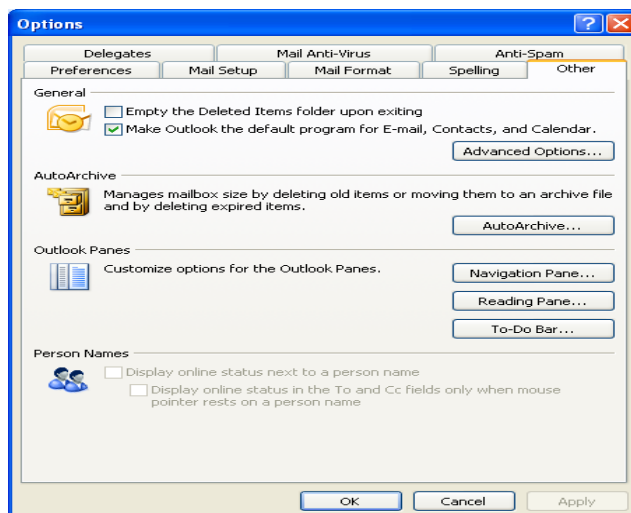 Options
Delegates Mail Anti-Virus Anti-Spam
Preferences Mail Setup Mail Format Spelling Other
General
Empty the Deleted Items folder upon exiting
Make Outlook the default program for E-mail, Contacts, and Calendar.
Advanced Options...
AutoArchive
Manages mailbox size by deleting old items or moving them to an archive file
and by deleting expired items.
AutoArchive...
Outlook Panes
Customize options for the Outlook Panes.
Navigation Pane...
Reading Pane...
To-Do Bar...
Person Names
Display online status next to a person name
Display online status in the To and Cc fields only when mouse
pointer rests on a person name
OK Cancel Apply